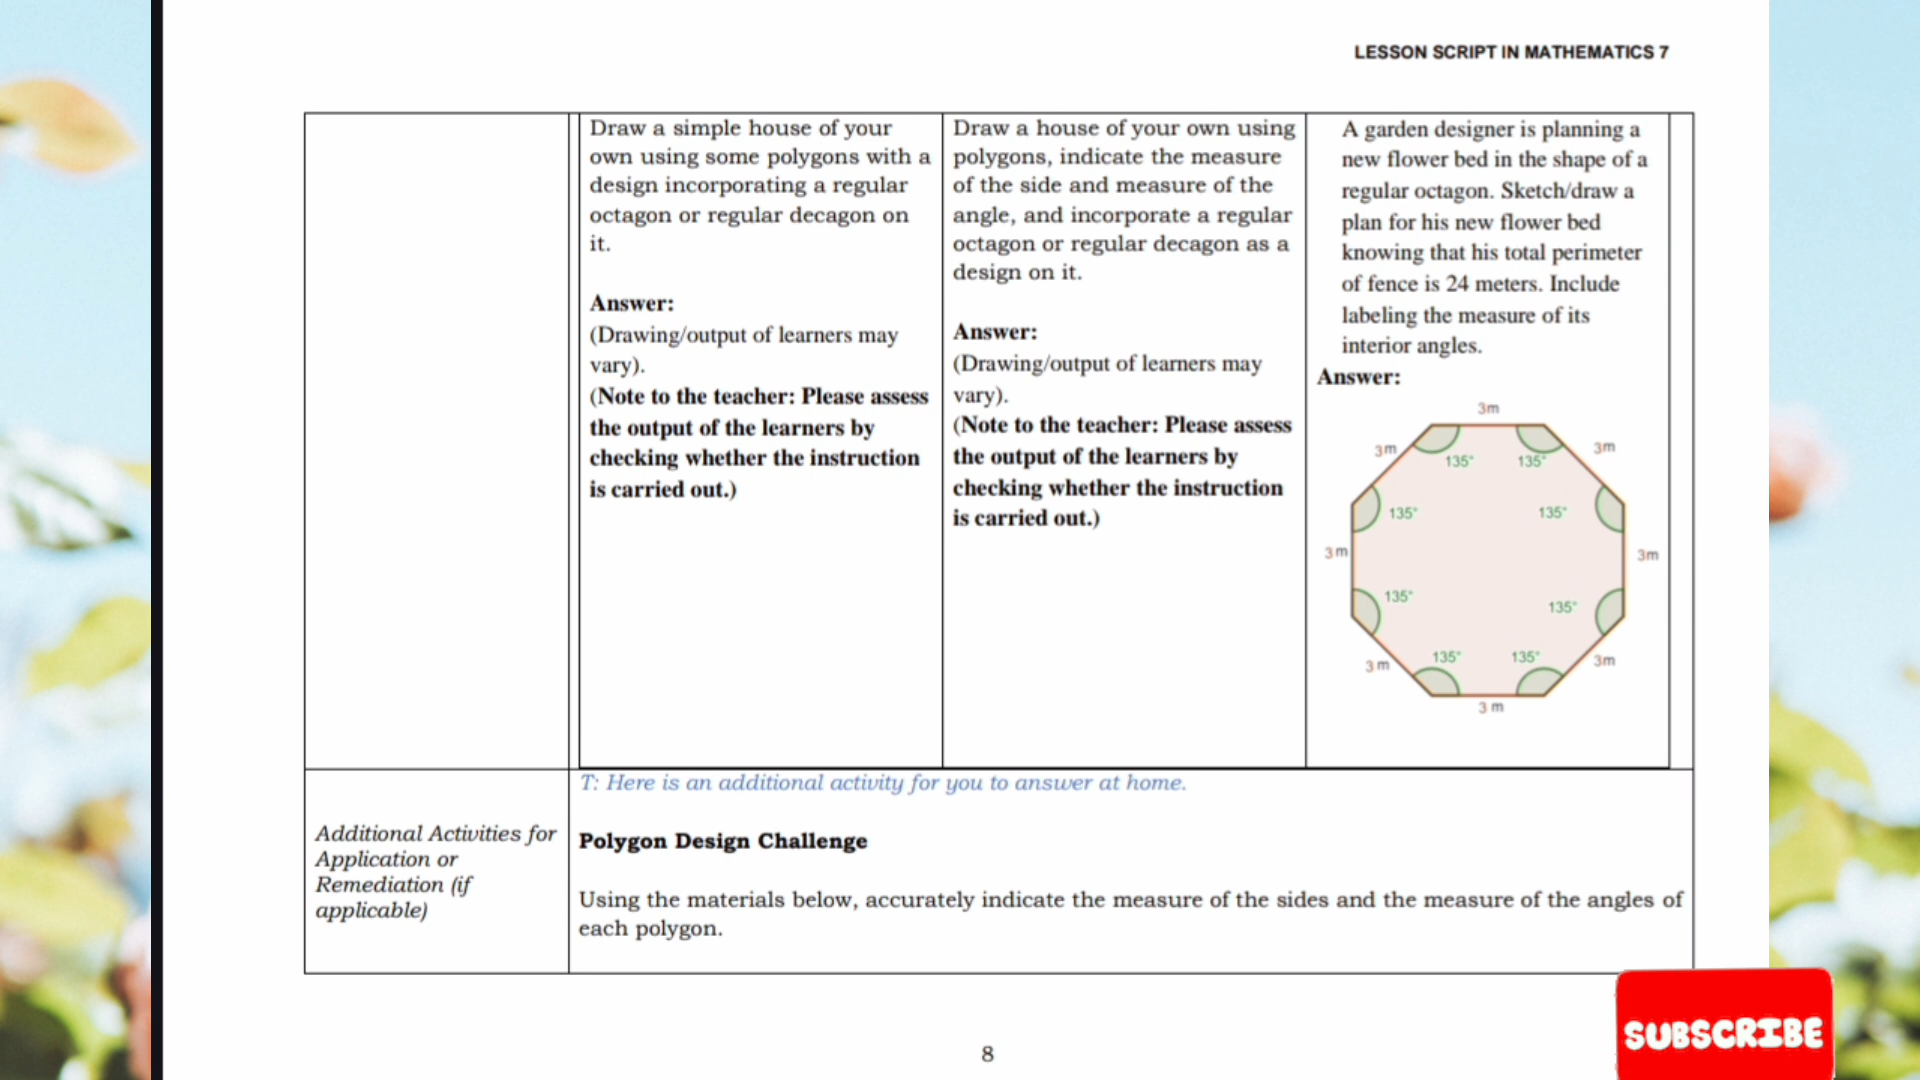 LESSON SCRIPT IN MATHEMATICS 7
Draw a simple house of your
own using some polygons with a
design incorporating a regular
octagon or regular decagon on
it.
Answer:
(Drawing/output of learners may
vary).
(Note to the teacher: Please assess
the output of the learners by
checking whether the instruction
is carried out.)
Draw a house of your own using
polygons, indicate the measure
of the side and measure of the
angle, and incorporate a regular
octagon or regular decagon as a
design on it.
Answer:
(Drawing/output of learners may
vary).
(Note to the teacher: Please assess
the output of the learners by
checking whether the instruction
is carried out.)
A garden designer is planning a
new flower bed in the shape of a
regular octagon. Sketch/draw a
plan for his new flower bed
knowing that his total perimeter
of fence is 24 meters. Include
labeling the measure of its
interior angles.
Answer:
3m
3m 3m
135° 135°
135° 135°
3 m 3m
135° 135°
135° 135°
3 m 3m
3 m
Additional Activities for
Application or
Remediation (if
applicable)
T: Here is an additional activity for you to answer at home.
Polygon Design Challenge
Using the materials below, accurately indicate the measure of the sides and the measure of the angles of
each polygon.
8
SUBSCRIBE